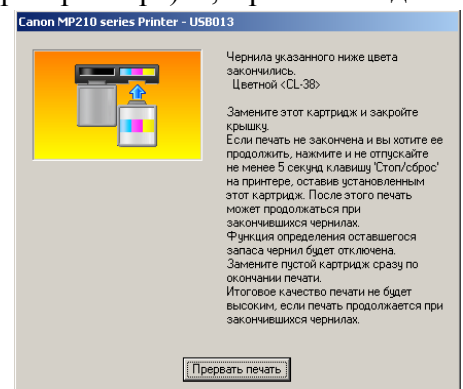 Canon MP210 series Printer - USB013
Чернила указанного ниже цвета
закончились.
Цветной <CL-38>
Замените этот картридж и закройте
крышку.
Если печать не закончена и вы хотите ее
продолжить, нажмите и не отпускайте
не менее 5 секунд клавишу 'Стоп/сброс'
на принтере, оставив установленным
этот картридж. После этого печать
может продолжаться при
закончившихся чернилах.
Функция определения оставшегося
запаса чернил будет отключена.
Замените пустой картридж сразу по
окончании печати.
Итоговое качество печати не будет
высоким, если печать продолжается при
закончившихся чернилах.
Прервать печать